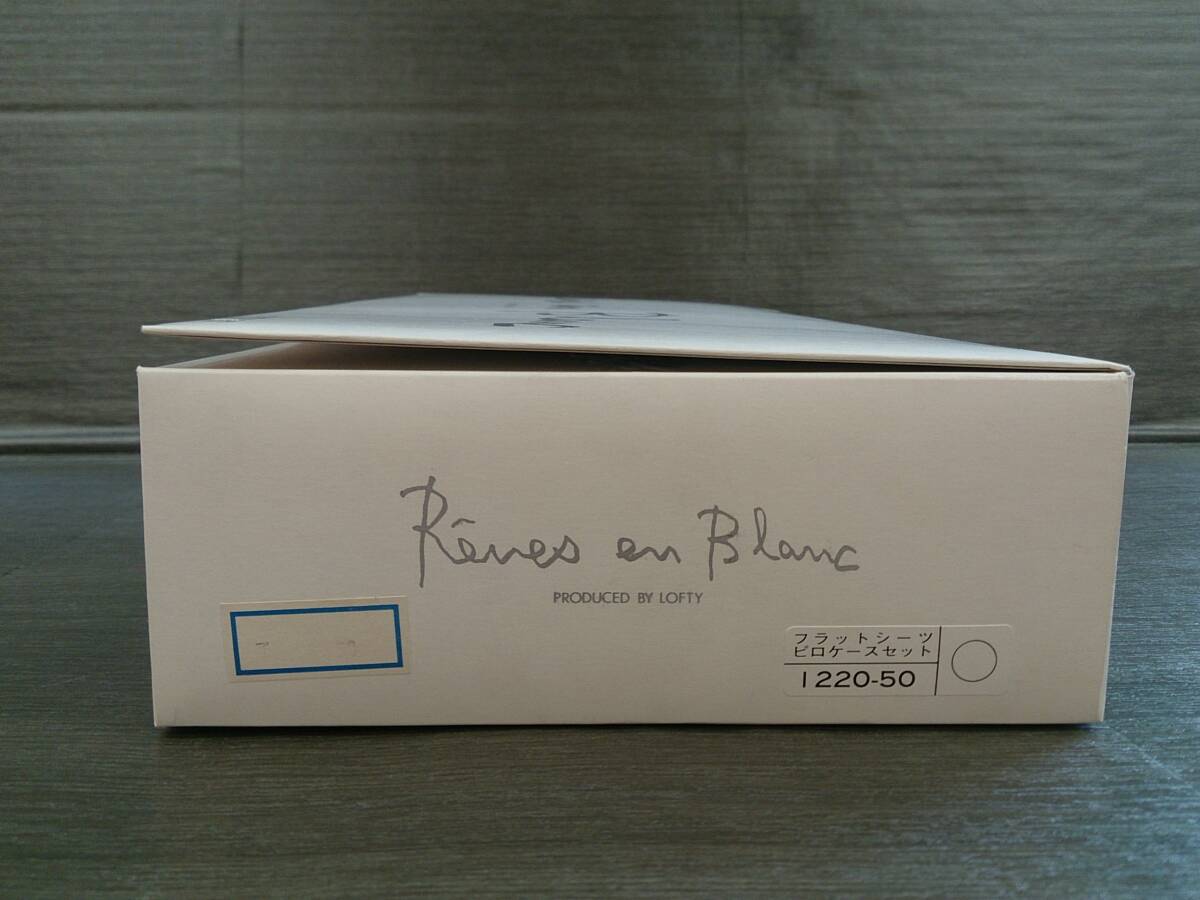 Rêves en Blanc
PRODUCED BY LOFTY
フラットシーツ
ピロケースセット
1220-50